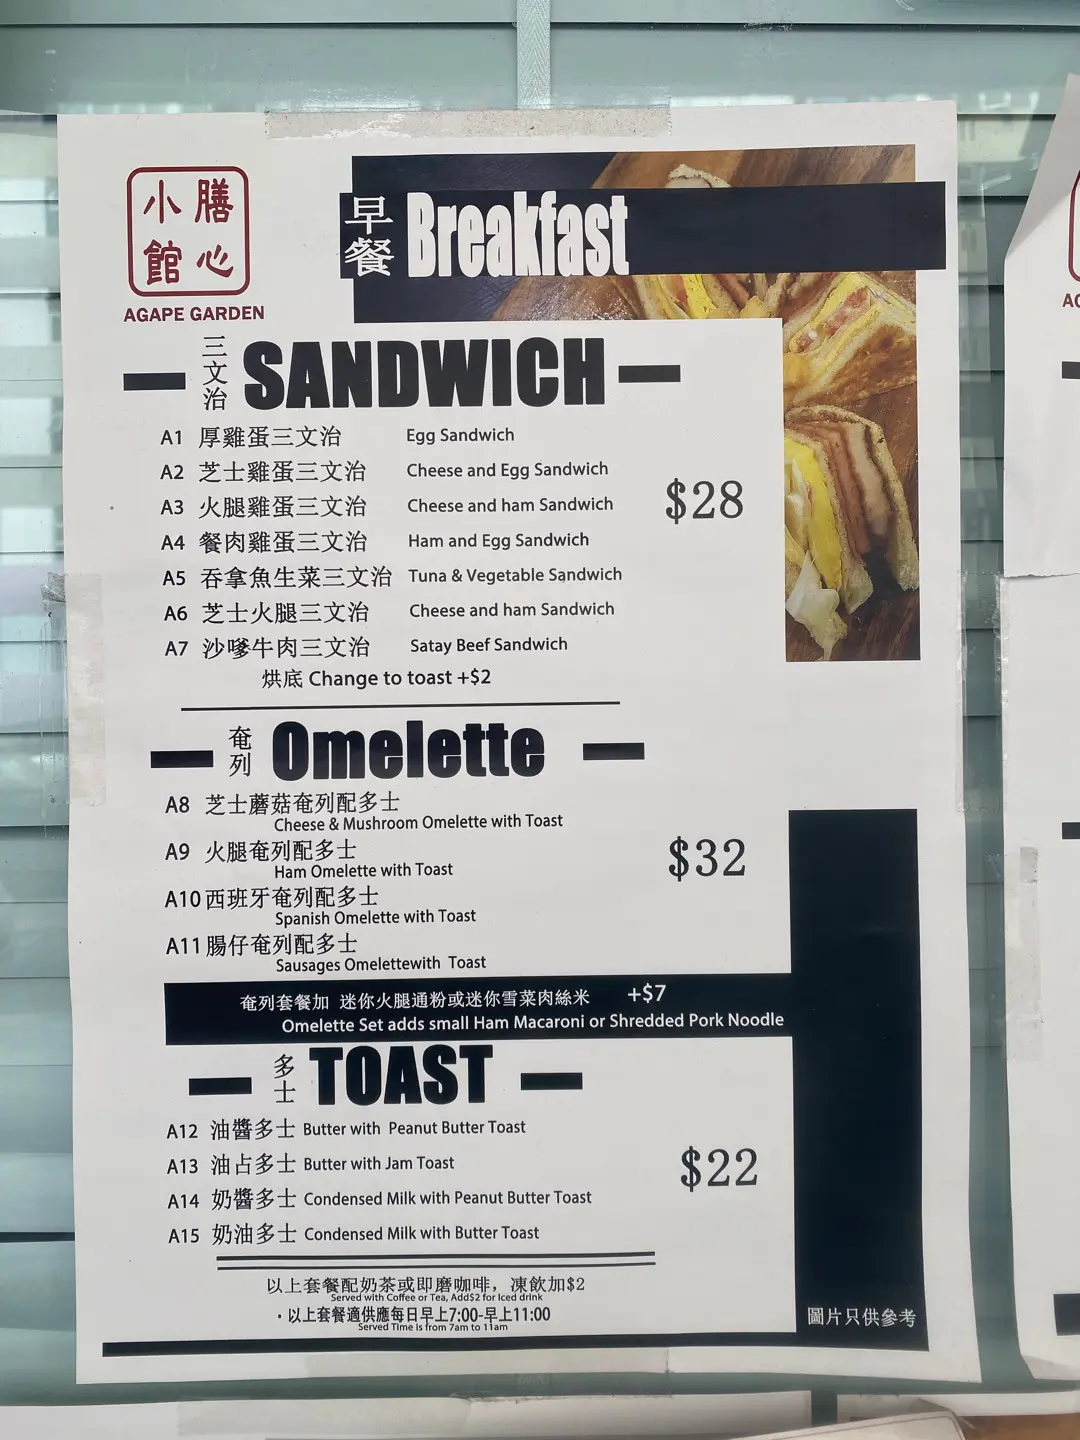 小膳
館心
AGAPE GARDEN
早餐 Breakfast
三文治 SANDWICH
A1 厚雞蛋三文治 Egg Sandwich
A2 芝士雞蛋三文治 Cheese and Egg Sandwich
A3 火腿雞蛋三文治 Cheese and ham Sandwich
$28
A4 餐肉雞蛋三文治 Ham and Egg Sandwich
A5 吞拿魚生菜三文治 Tuna & Vegetable Sandwich
A6 芝士火腿三文治 Cheese and ham Sandwich
A7 沙嗲牛肉三文治 Satay Beef Sandwich
烘底 Change to toast +$2
奄列 Omelette
A8 芝士蘑菇奄列配多士
Cheese & Mushroom Omelette with Toast
A9 火腿奄列配多士
Ham Omelette with Toast
$32
A10 西班牙奄列配多士
Spanish Omelette with Toast
A11 腸仔奄列配多士
Sausages Omelettewith Toast
奄列套餐加 迷你火腿通粉或迷你雪菜肉絲米 +$7
Omelette Set adds small Ham Macaroni or Shredded Pork Noodle
多士 TOAST
A12 油醬多士 Butter with Peanut Butter Toast
A13 油占多士 Butter with Jam Toast
$22
A14 奶醬多士 Condensed Milk with Peanut Butter Toast
A15 奶油多士 Condensed Milk with Butter Toast
以上套餐配奶茶或即磨咖啡，凍飲加$2
Served with Coffee or Tea, Add$2 for Iced drink
·以上套餐適供應每日早上7:00-早上11:00
Served Time is from 7am to 11am
圖片只供參考